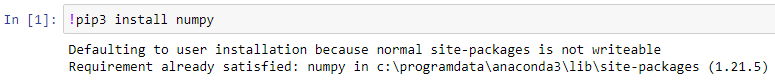 In [1]: !pip3 install numpy
Defaulting to user installation because normal site-packages is not writeable
Requirement already satisfied: numpy in c:\programdata\anaconda3\lib\site-packages (1.21.5)